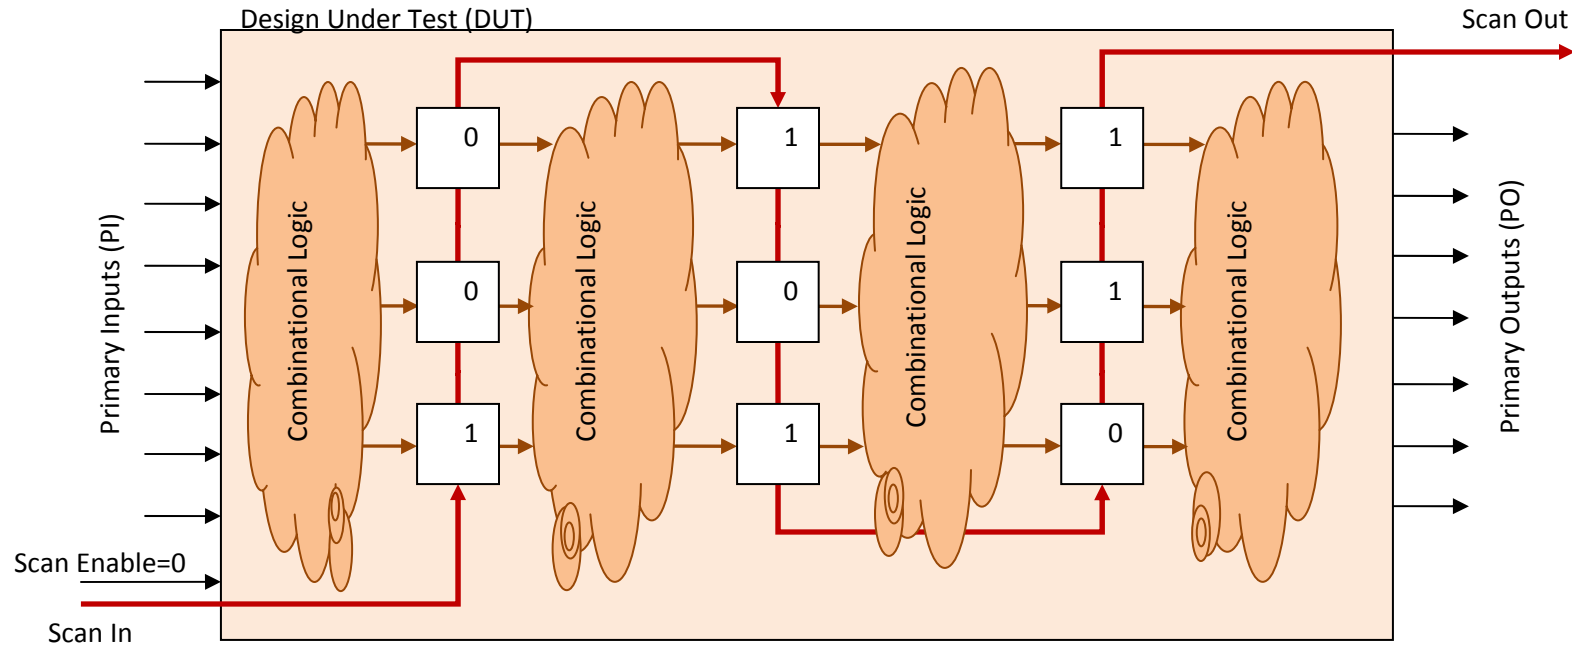 Design Under Test (DUT)
Scan Out
0
1
1
Primary Inputs (PI)
Combinational Logic
Combinational Logic
Combinational Logic
Combinational Logic
Primary Outputs (PO)
0
0
1
1
1
0
Scan Enable=0
Scan In